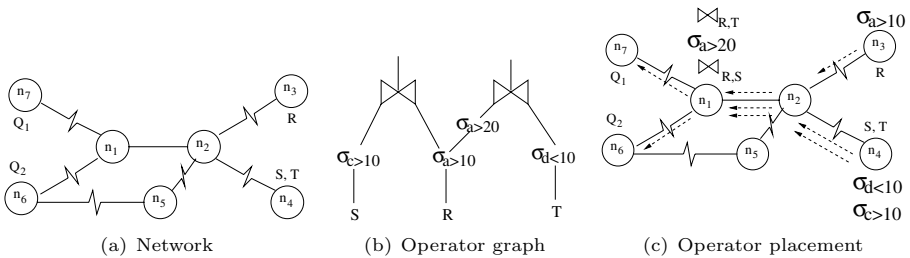 n₇
Q₁
n₃
R
n₁
n₂
Q₂
S, T
n₆
n₅
n₄
(a) Network
σa>20
σc>10
σa>10
σd<10
S
R
T
(b) Operator graph
⋈R,T
σa>10
n₇
σa>20
n₃
Q₁
⋈R,S
R
n₁
n₂
Q₂
S, T
n₆
n₅
n₄
σd<10
σc>10
(c) Operator placement